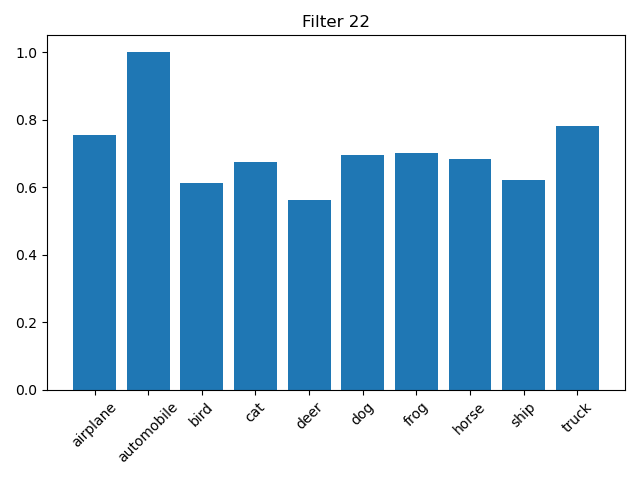 Filter 22
1.0
0.8
0.6
0.4
0.2
0.0
airplane
automobile
bird
cat
deer
dog
frog
horse
ship
truck